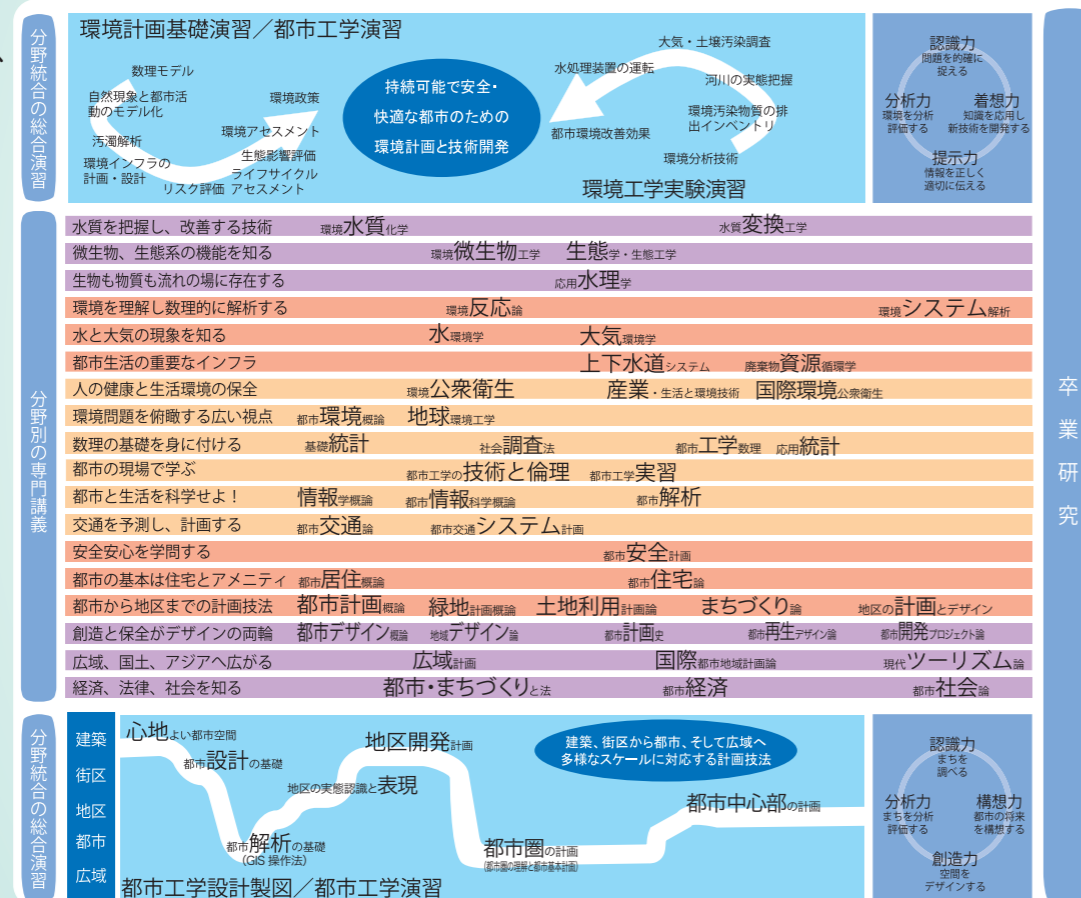 分野統合の総合演習
環境計画基礎演習／都市工学演習
数理モデル
自然現象と都市活
動のモデル化
汚濁解析
環境インフラの
計画・設計
リスク評価
ライフサイクル
アセスメント
生態影響評価
環境アセスメント
環境政策
持続可能で安全・
快適な都市のための
環境計画と技術開発
大気・土壌汚染調査
水処理装置の運転
河川の実態把握
環境汚染物質の排
出インベントリ
都市環境改善効果
環境分析技術
環境工学実験演習
認識力
問題を的確に
捉える
分析力
環境を分析
評価する
着想力
知識を応用し
新技術を開発する
提示力
情報を正しく
適切に伝える
分野別の専門講義
水質を把握し、改善する技術 環境水質化学 水質変換工学
微生物、生態系の機能を知る 環境微生物工学 生態学・生態工学
生物も物質も流れの場に存在する 応用水理学
環境を理解し数理的に解析する 環境反応論 環境システム解析
水と大気の現象を知る 水環境学 大気環境学
都市生活の重要なインフラ 上下水道システム 廃棄物資源循環学
人の健康と生活環境の保全 環境公衆衛生 産業・生活と環境技術 国際環境公衆衛生
環境問題を俯瞰する広い視点 都市環境概論 地球環境工学
数理の基礎を身に付ける 基礎統計 社会調査法 都市工学数理 応用統計
都市の現場で学ぶ 都市工学の技術と倫理 都市工学実習
都市と生活を科学せよ！ 情報学概論 都市情報科学概論 都市解析
交通を予測し、計画する 都市交通論 都市交通システム計画
安全安心を学問する 都市安全計画
都市の基本は住宅とアメニティ 都市居住概論 都市住宅論
都市から地区までの計画技法 都市計画概論 緑地計画概論 土地利用計画論 まちづくり論 地区の計画とデザイン
創造と保全がデザインの両輪 都市デザイン概論 地域デザイン論 都市計画史 都市再生デザイン論 都市開発プロジェクト論
広域、国土、アジアへ広がる 広域計画 国際都市地域計画論 現代ツーリズム論
経済、法律、社会を知る 都市・まちづくりと法 都市経済 都市社会論
卒業研究
分野統合の総合演習
建築
街区
地区
都市
広域
心地よい都市空間
都市設計の基礎
都市解析の基礎
(GIS 操作法)
地区の実態認識と表現
地区開発計画
都市圏の計画
(都市圏の理解と都市基本計画)
都市中心部の計画
建築、街区から都市、そして広域へ
多様なスケールに対応する計画技法
都市工学設計製図／都市工学演習
認識力
まちを
調べる
分析力
まちを分析
評価する
構想力
都市の将来
を構想する
創造力
空間を
デザインする